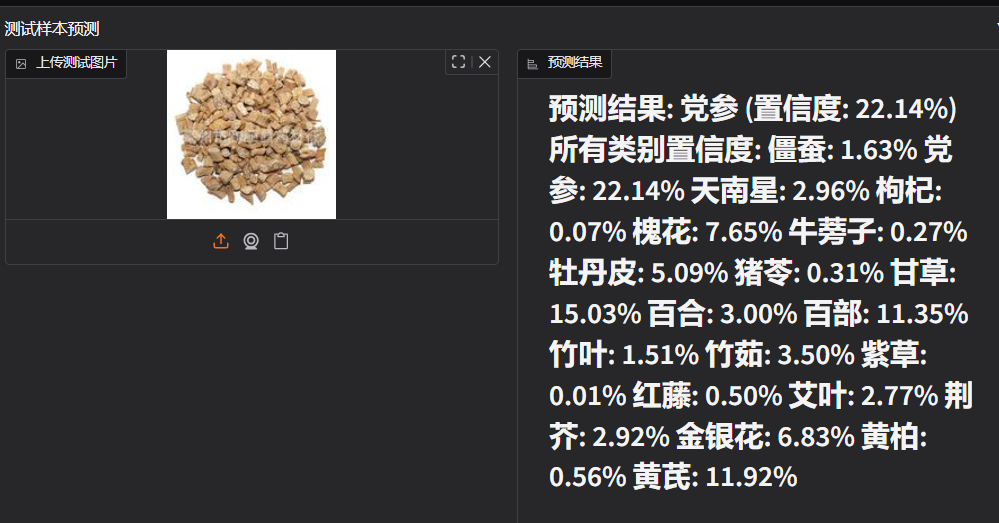 测试样本预测
上传测试图片
预测结果
预测结果: 党参 (置信度: 22.14%)
所有类别置信度: 僵蚕: 1.63% 党
参: 22.14% 天南星: 2.96% 枸杞:
0.07% 槐花: 7.65% 牛蒡子: 0.27%
牡丹皮: 5.09% 猪苓: 0.31% 甘草:
15.03% 百合: 3.00% 百部: 11.35%
竹叶: 1.51% 竹茹: 3.50% 紫草:
0.01% 红藤: 0.50% 艾叶: 2.77% 荆
芥: 2.92% 金银花: 6.83% 黄柏:
0.56% 黄芪: 11.92%